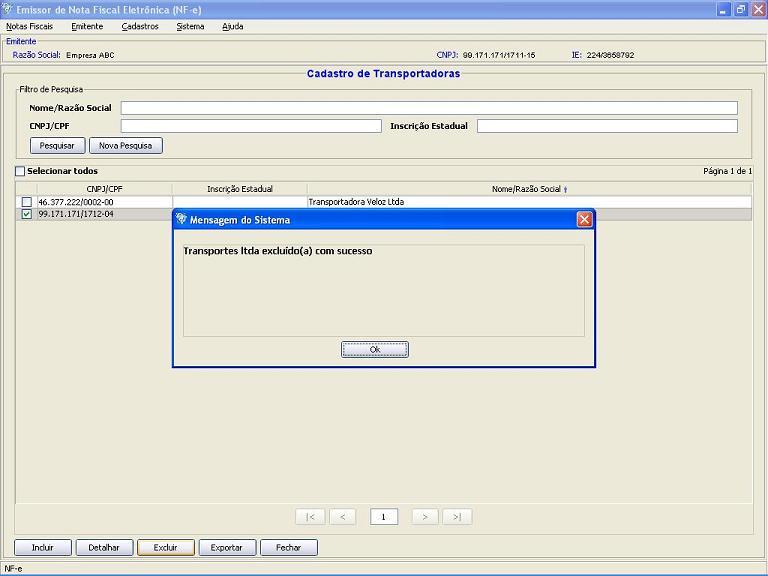 Emissor de Nota Fiscal Eletrônica (NF-e)
Notas Fiscais Emitente Cadastros Sistema Ajuda
Emitente
Razão Social: Empresa ABC CNPJ: 99.171.171/1711-15 IE: 224/3658792
Cadastro de Transportadoras
Filtro de Pesquisa
Nome/Razão Social
CNPJ/CPF Inscrição Estadual
Pesquisar Nova Pesquisa
Selecionar todos Página 1 de 1
CNPJ/CPF Inscrição Estadual Nome/Razão Social
46.377.222/0002-00 Transportadora Veloz Ltda
99.171.171/1712-04
Mensagem do Sistema
Transportes ltda excluído(a) com sucesso
Ok
|< < 1 > >|
Incluir Detalhar Excluir Exportar Fechar
NF-e